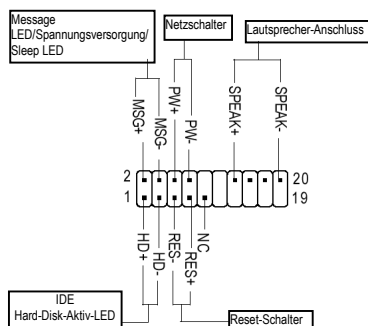 Message
LED/Spannungsversorgung/
Sleep LED
Netzschalter
Lautsprecher-Anschluss
MSG+
MSG-
PW+
PW-
SPEAK+
SPEAK-
2
20
1
19
HD+
HD-
RES-
RES+
NC
IDE
Hard-Disk-Aktiv-LED
Reset-Schalter